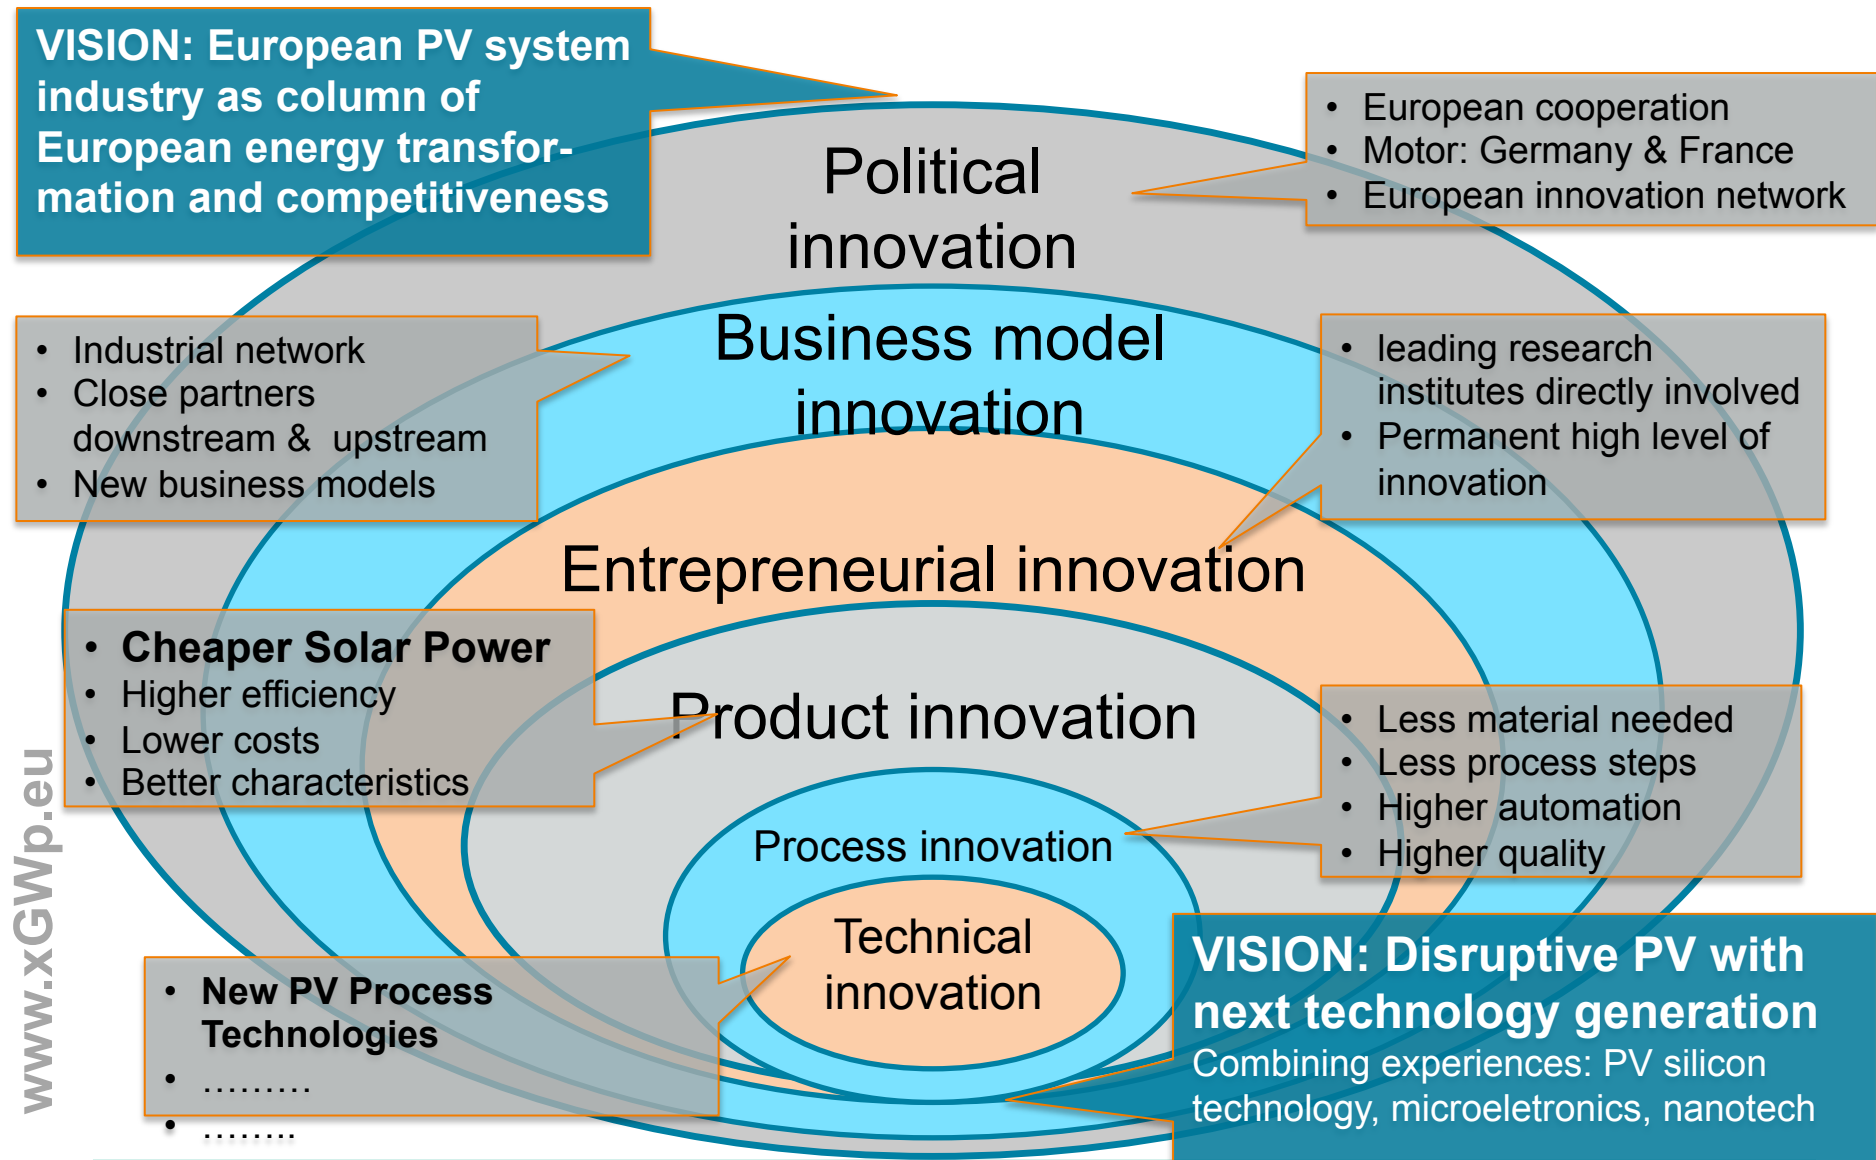 VISION: European PV system
industry as column of
European energy transfor-
mation and competitiveness
• European cooperation
• Motor: Germany & France
• European innovation network
Political
innovation
Business model
innovation
• Industrial network
• Close partners
downstream & upstream
• New business models
• leading research
institutes directly involved
• Permanent high level of
innovation
Entrepreneurial innovation
• Cheaper Solar Power
• Higher efficiency
• Lower costs
• Better characteristics
Product innovation
• Less material needed
• Less process steps
• Higher automation
• Higher quality
Process innovation
Technical
innovation
• New PV Process
Technologies
• ………
• ……..
VISION: Disruptive PV with
next technology generation
Combining experiences: PV silicon
technology, microeletronics, nanotech
www.xGWp.eu